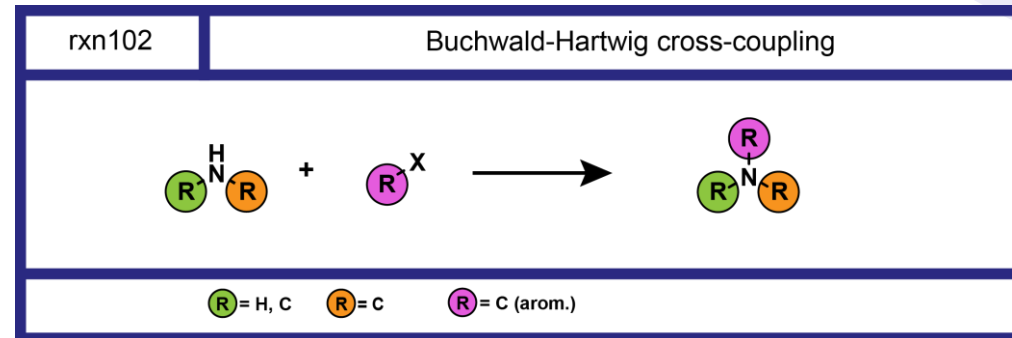 rxn102
Buchwald-Hartwig cross-coupling
H
N
R
R
+
R
X
R
R
N
R
R = H, C
R = C
R = C (arom.)